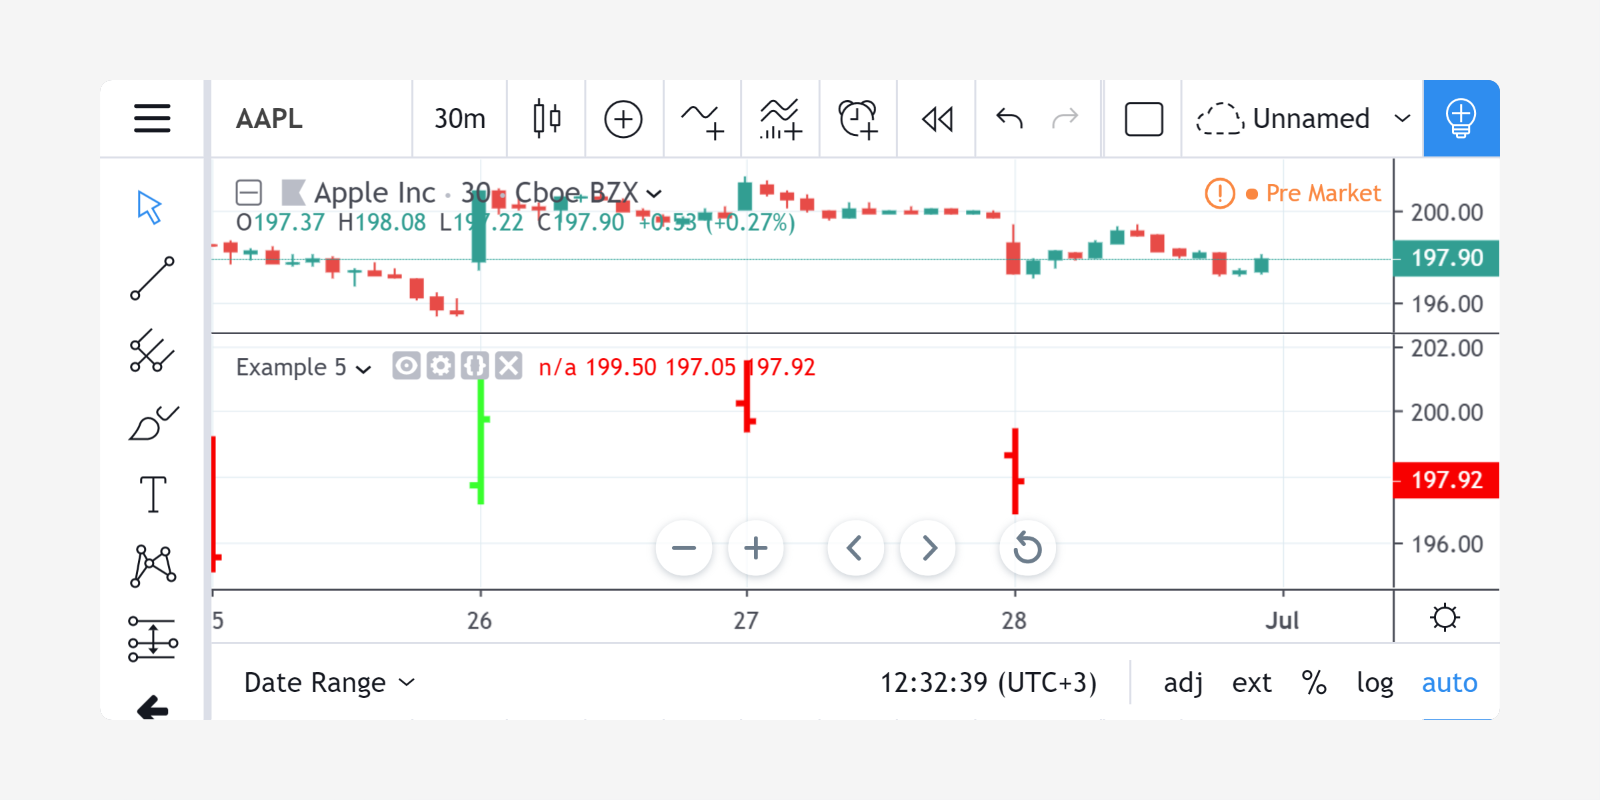 AAPL 30m Unnamed
Apple Inc · 30 Cboe BZX Pre Market
O197.37 H198.08 L197.22 C197.90 +0.53 (+0.27%)
200.00
197.90
196.00
Example 5 n/a 199.50 197.05 197.92
202.00
200.00
197.92
196.00
5 26 27 28 Jul
Date Range 12:32:39 (UTC+3) adj ext % log auto